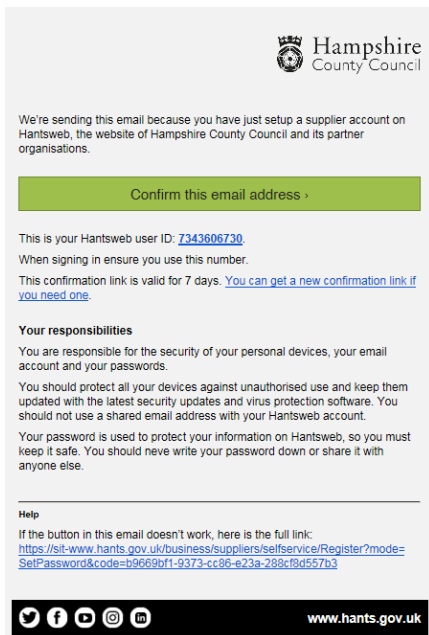 Hampshire
County Council
We're sending this email because you have just setup a supplier account on
Hantsweb, the website of Hampshire County Council and its partner
organisations.
Confirm this email address ›
This is your Hantsweb user ID: 7343606730.
When signing in ensure you use this number.
This confirmation link is valid for 7 days. You can get a new confirmation link if
you need one.
Your responsibilities
You are responsible for the security of your personal devices, your email
account and your passwords.
You should protect all your devices against unauthorised use and keep them
updated with the latest security updates and virus protection software. You
should not use a shared email address with your Hantsweb account.
Your password is used to protect your information on Hantsweb, so you must
keep it safe. You should neve write your password down or share it with
anyone else.
Help
If the button in this email doesn't work, here is the full link:
https://sit-www.hants.gov.uk/business/suppliers/selfservice/Register?mode=
SetPassword&code=b9669bf1-9373-cc86-e23a-288cf8d557b3
www.hants.gov.uk